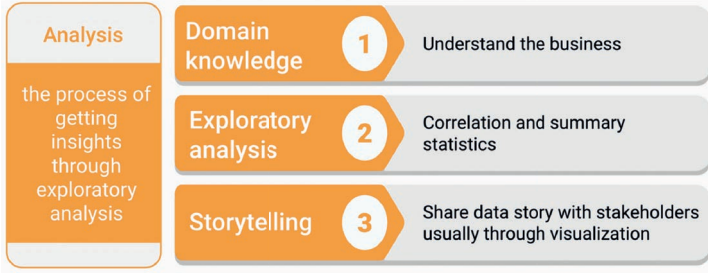 Analysis
the process of
getting
insights
through
exploratory
analysis
Domain
knowledge
1
Understand the business
Exploratory
analysis
2
Correlation and summary
statistics
Storytelling
3
Share data story with stakeholders
usually through visualization